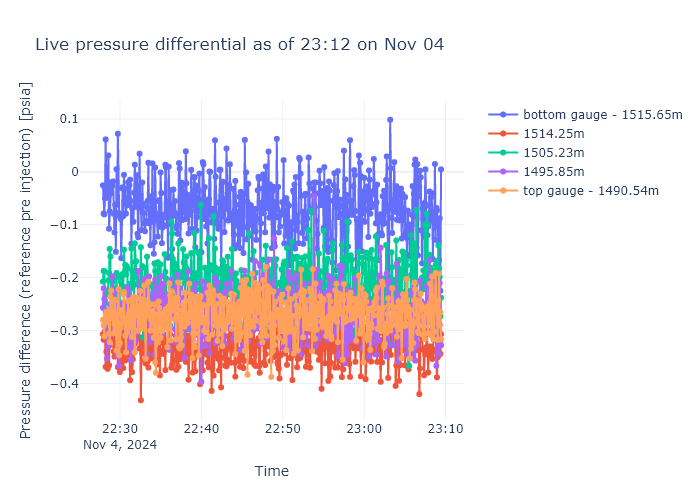 Live pressure differential as of 23:12 on Nov 04
Pressure difference (reference pre injection) [psia]
0.1
0
−0.1
−0.2
−0.3
−0.4
22:30
Nov 4, 2024
22:40
22:50
23:00
23:10
Time
bottom gauge - 1515.65m
1514.25m
1505.23m
1495.85m
top gauge - 1490.54m